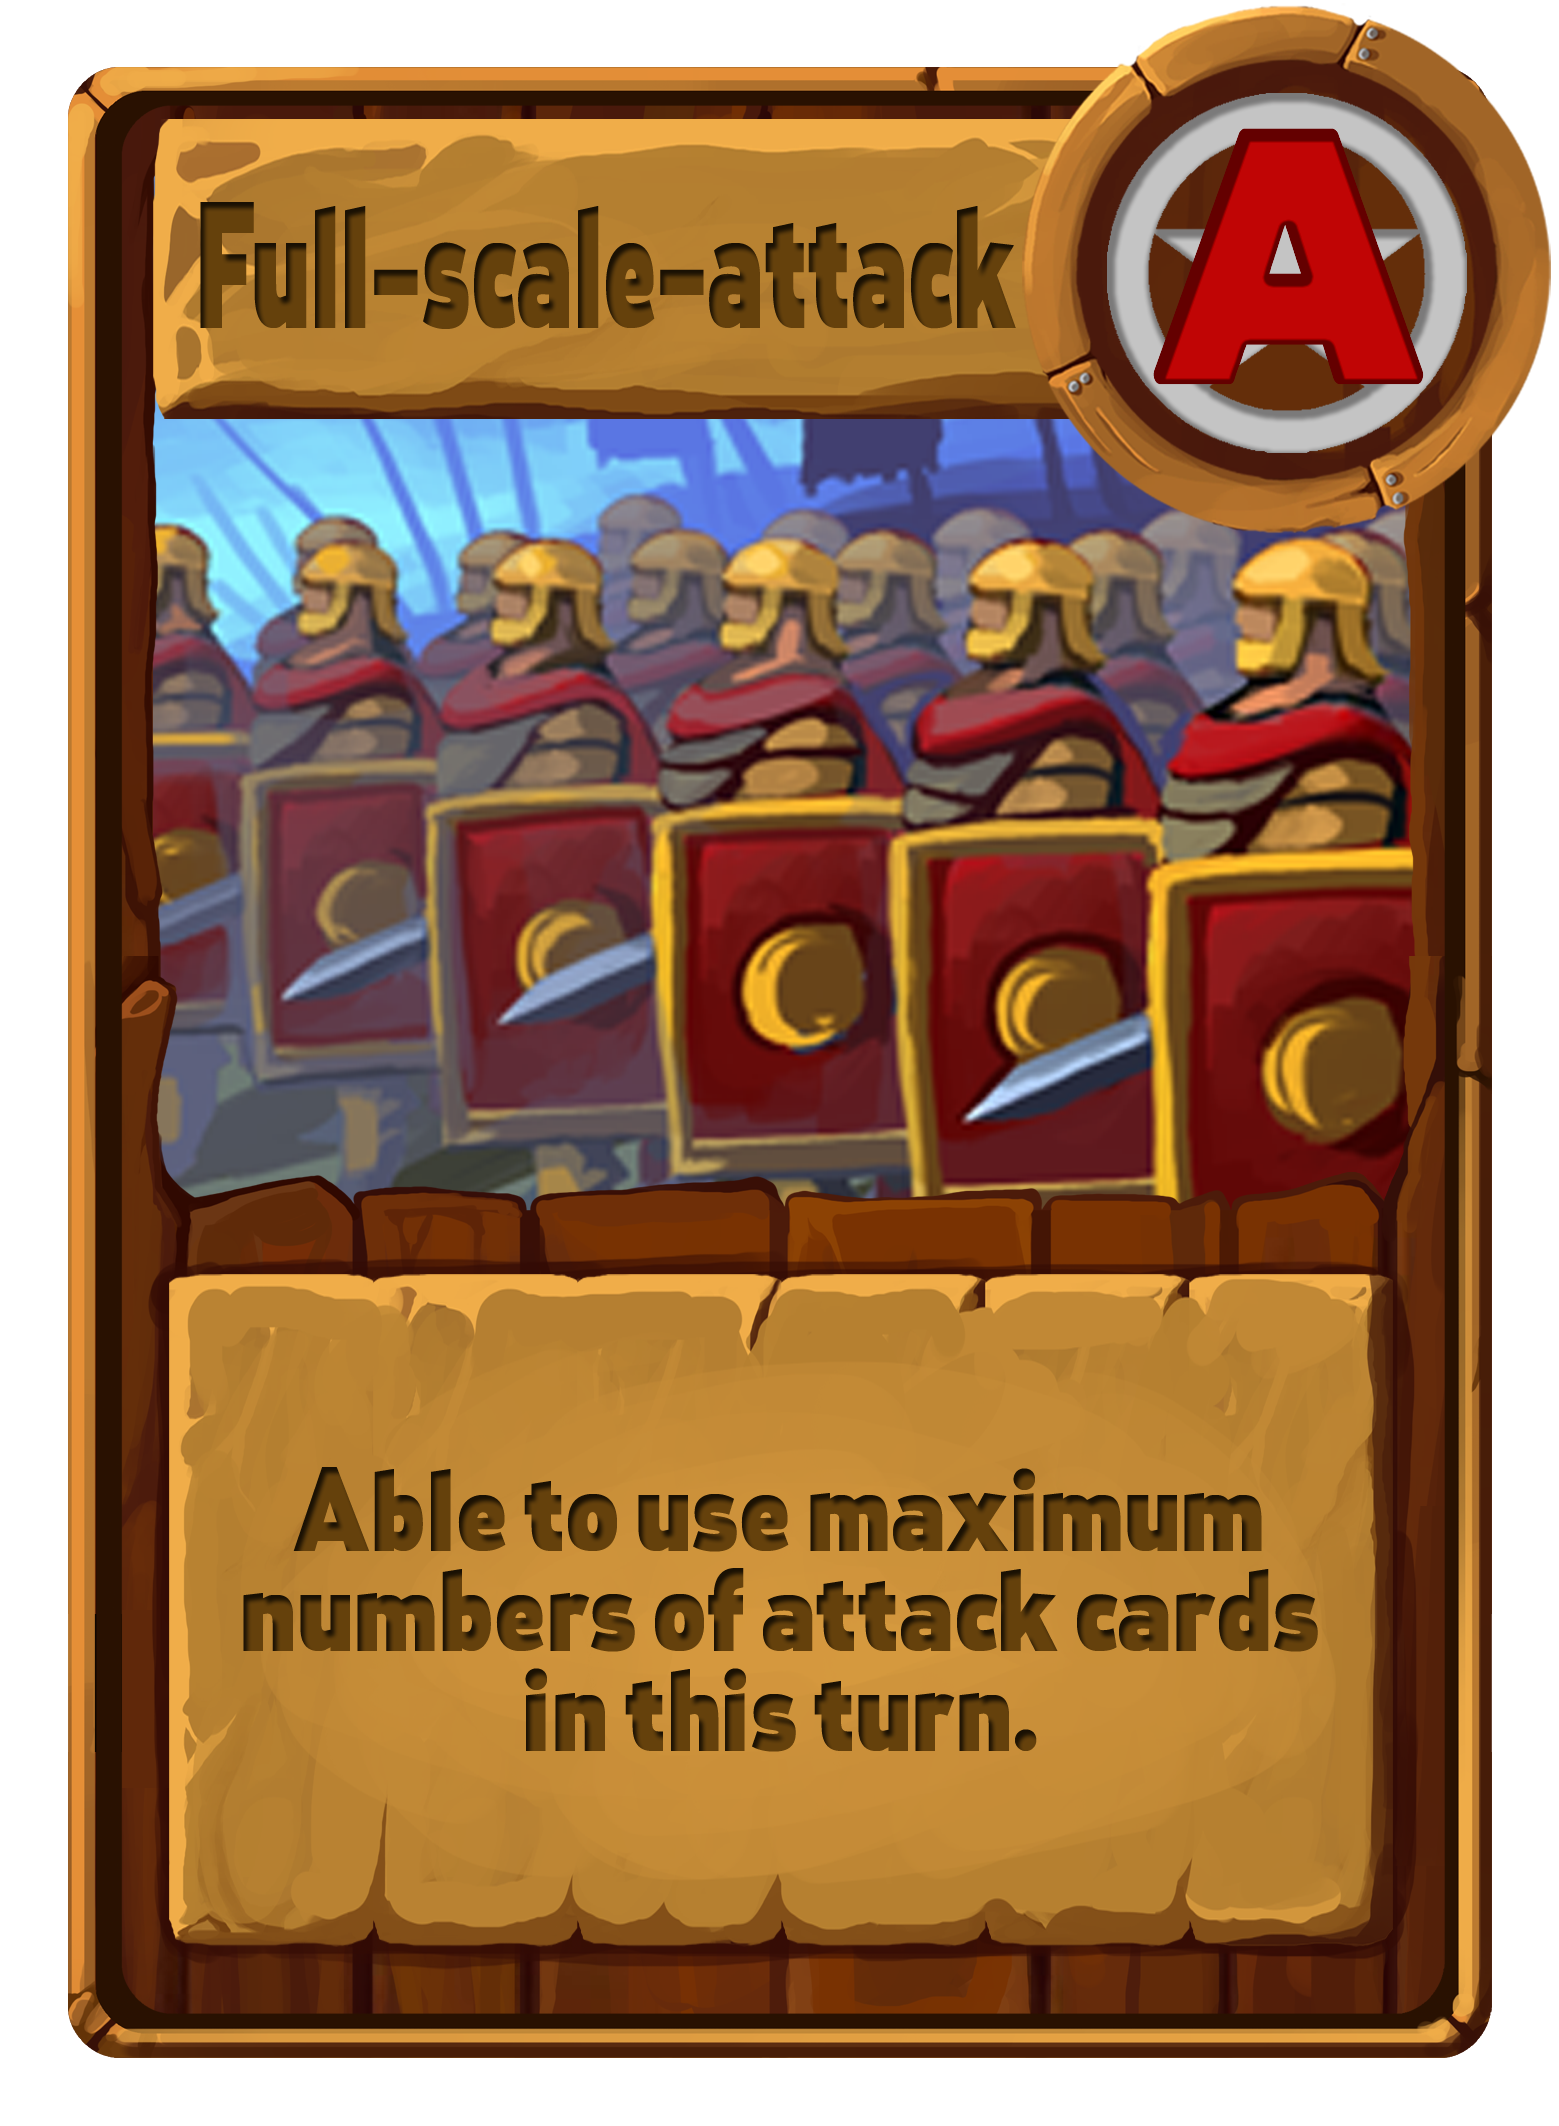 Full-scale-attack
A
Able to use maximum
numbers of attack cards
in this turn.